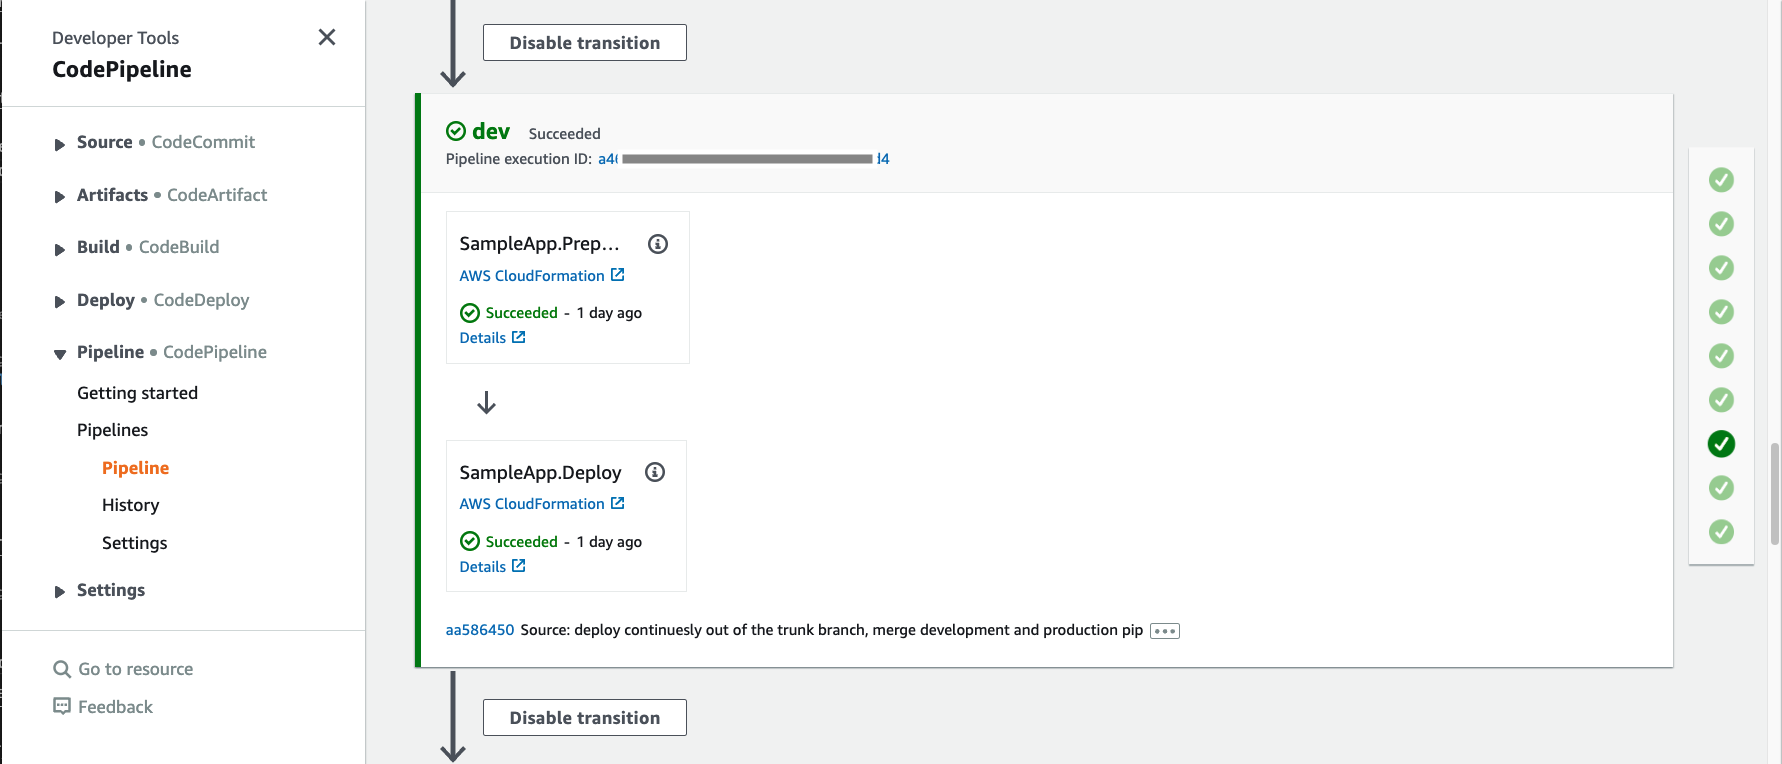 Developer Tools
CodePipeline
Source • CodeCommit
Artifacts • CodeArtifact
Build • CodeBuild
Deploy • CodeDeploy
Pipeline • CodePipeline
Getting started
Pipelines
Pipeline
History
Settings
Settings
Go to resource
Feedback
Disable transition
dev Succeeded
Pipeline execution ID: a4 d4
SampleApp.Prep...
AWS CloudFormation
Succeeded - 1 day ago
Details
SampleApp.Deploy
AWS CloudFormation
Succeeded - 1 day ago
Details
aa586450 Source: deploy continuesly out of the trunk branch, merge development and production pip
Disable transition